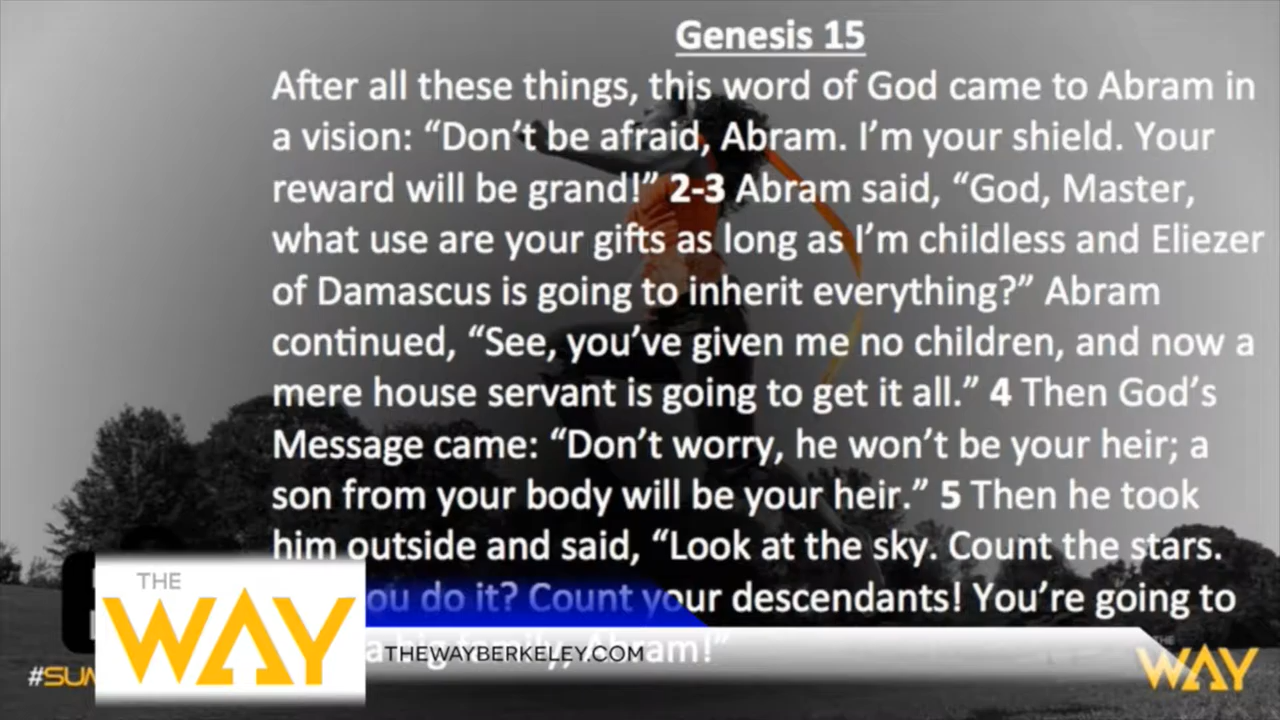 Genesis 15
After all these things, this word of God came to Abram in
a vision: “Don’t be afraid, Abram. I’m your shield. Your
reward will be grand!” 2-3 Abram said, “God, Master,
what use are your gifts as long as I’m childless and Eliezer
of Damascus is going to inherit everything?” Abram
continued, “See, you’ve given me no children, and now a
mere house servant is going to get it all.” 4 Then God’s
Message came: “Don’t worry, he won’t be your heir; a
son from your body will be your heir.” 5 Then he took
him outside and said, “Look at the sky. Count the stars.
ou do it? Count your descendants! You’re going to
a big family, Abram!”
THE
WAY
THEWAYBERKELEY.COM
#SUM
THE
WAY